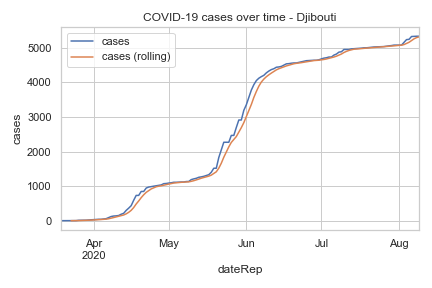 COVID-19 cases over time - Djibouti
cases
cases (rolling)
5000
4000
3000
2000
1000
0
cases
Apr
2020
May
Jun
Jul
Aug
dateRep